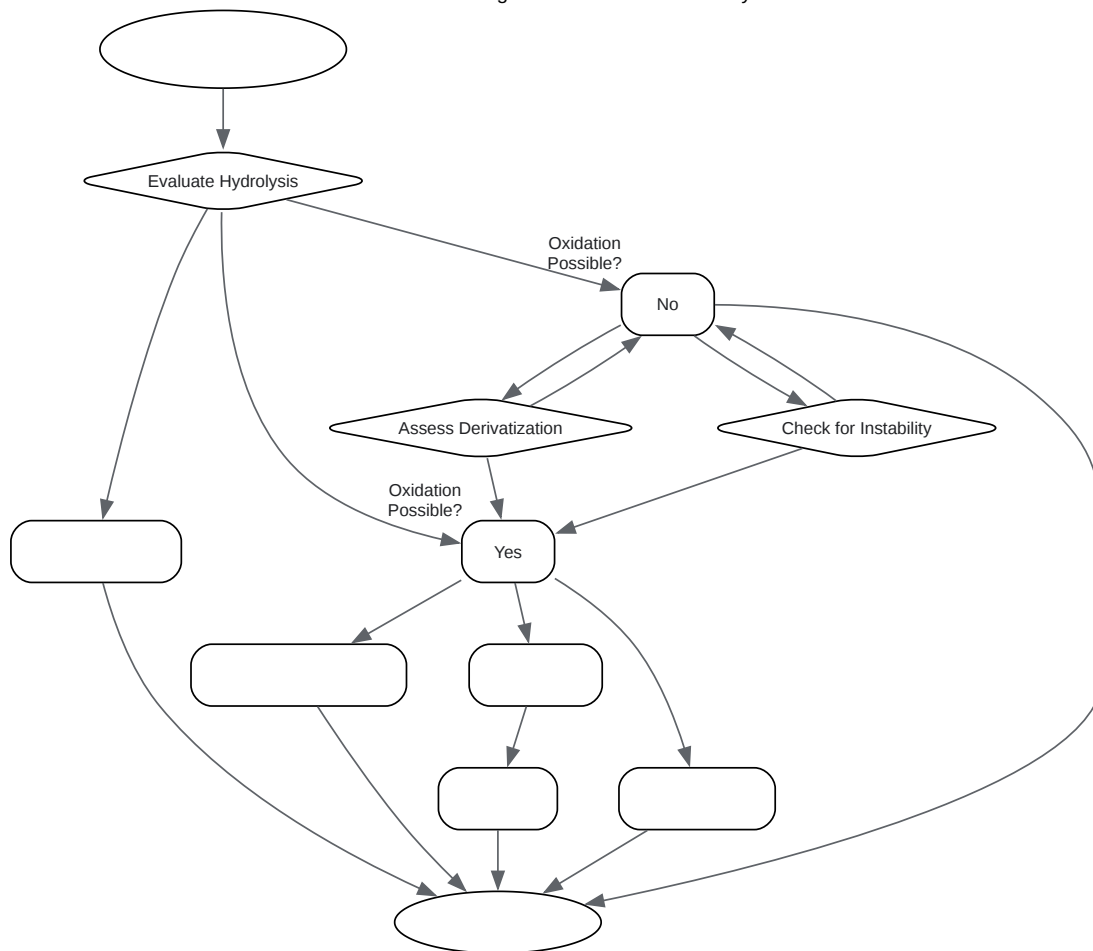 Evaluate Hydrolysis
Oxidation
Possible?
No
Assess Derivatization
Check for Instability
Oxidation
Possible?
Yes